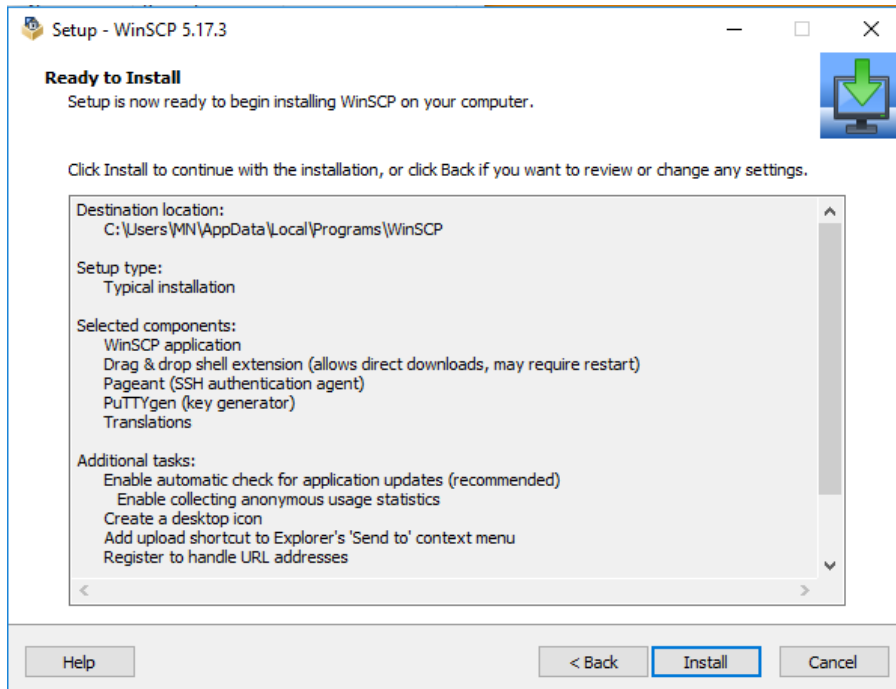 Setup - WinSCP 5.17.3
Ready to Install
Setup is now ready to begin installing WinSCP on your computer.
Click Install to continue with the installation, or click Back if you want to review or change any settings.
Destination location:
C:\Users\MN\AppData\Local\Programs\WinSCP
Setup type:
Typical installation
Selected components:
WinSCP application
Drag & drop shell extension (allows direct downloads, may require restart)
Pageant (SSH authentication agent)
PuTTYgen (key generator)
Translations
Additional tasks:
Enable automatic check for application updates (recommended)
Enable collecting anonymous usage statistics
Create a desktop icon
Add upload shortcut to Explorer's 'Send to' context menu
Register to handle URL addresses
Help
< Back
Install
Cancel